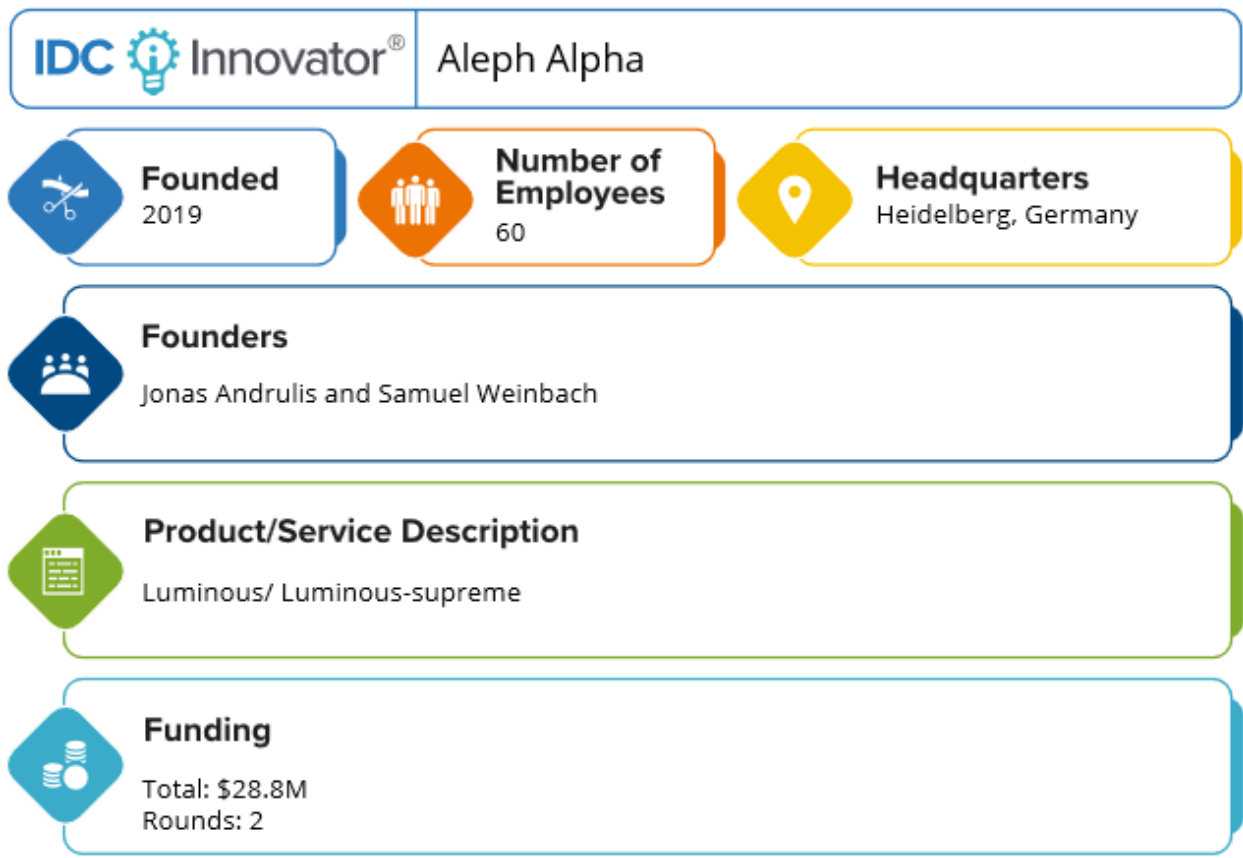 IDC Innovator®
Aleph Alpha
Founded
2019
Number of
Employees
60
Headquarters
Heidelberg, Germany
Founders
Jonas Andrulis and Samuel Weinbach
Product/Service Description
Luminous/ Luminous-supreme
Funding
Total: $28.8M
Rounds: 2